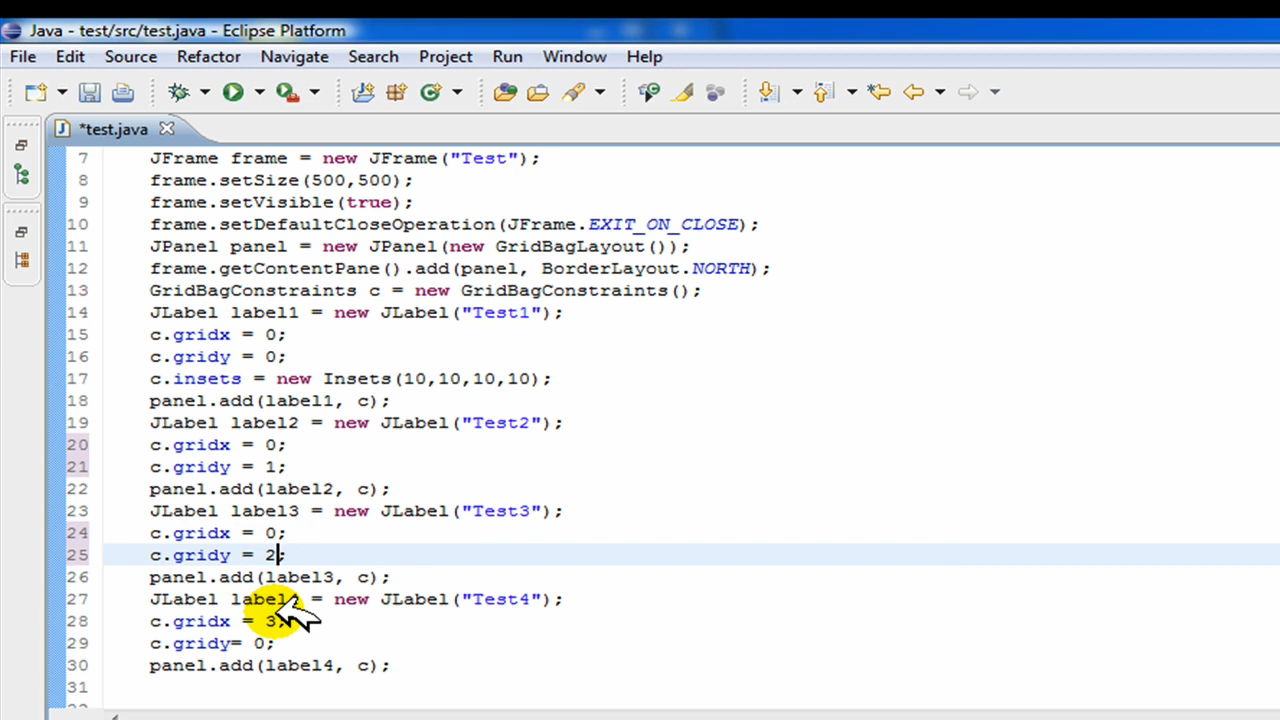 Java - test/src/test.java - Eclipse Platform
File Edit Source Refactor Navigate Search Project Run Window Help
*test.java
7 JFrame frame = new JFrame("Test");
8 frame.setSize(500,500);
9 frame.setVisible(true);
10 frame.setDefaultCloseOperation(JFrame.EXIT_ON_CLOSE);
11 JPanel panel = new JPanel(new GridBagLayout());
12 frame.getContentPane().add(panel, BorderLayout.NORTH);
13 GridBagConstraints c = new GridBagConstraints();
14 JLabel label1 = new JLabel("Test1");
15 c.gridx = 0;
16 c.gridy = 0;
17 c.insets = new Insets(10,10,10,10);
18 panel.add(label1, c);
19 JLabel label2 = new JLabel("Test2");
20 c.gridx = 0;
21 c.gridy = 1;
22 panel.add(label2, c);
23 JLabel label3 = new JLabel("Test3");
24 c.gridx = 0;
25 c.gridy = 2;
26 panel.add(label3, c);
27 JLabel = new JLabel("Test4");
28 c.gridx = 3;
29 c.gridy= 0;
30 panel.add(label4, c);
31